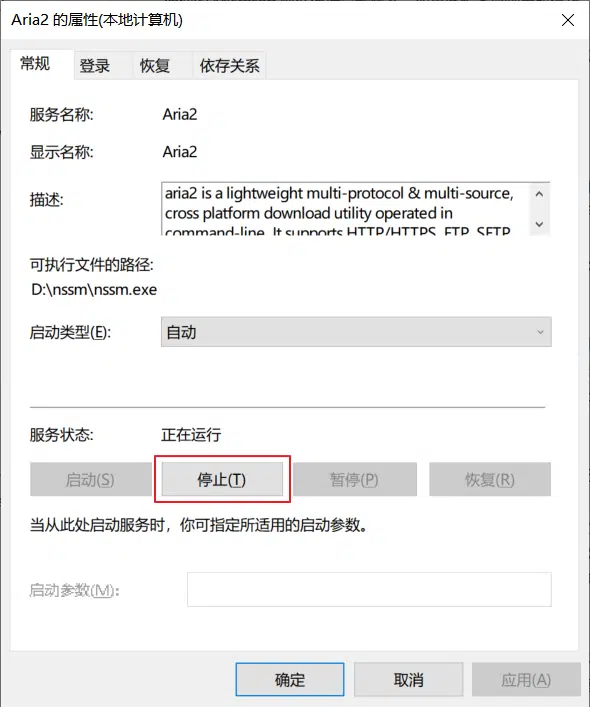 Aria2 的属性(本地计算机)
常规 登录 恢复 依存关系
服务名称: Aria2
显示名称: Aria2
描述: aria2 is a lightweight multi-protocol & multi-source,
cross platform download utility operated in
command-line. It supports HTTP/HTTPS, FTP, SFTP,
可执行文件的路径:
D:\nssm\nssm.exe
启动类型(E): 自动
服务状态: 正在运行
启动(S) 停止(T) 暂停(P) 恢复(R)
当从此处启动服务时，你可指定所适用的启动参数。
启动参数(M):
确定 取消 应用(A)